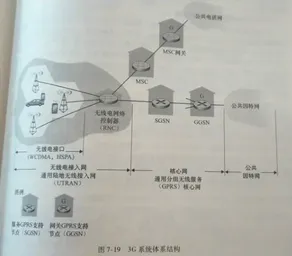 公共电话网
G
MSC网关
MSC
无线电网络
控制器
(RNC)
SGSN
GGSN
公共因特网
无线电接口
(WCDMA, HSPA)
无线电接入网
通用陆地无线接入网
(UTRAN)
核心网
通用分组无线服务
(GPRS) 核心网
公共
因特网
图例
服务GPRS支持
节点 (SGSN)
网关GPRS支持
节点 (GGSN)
图 7-19 3G 系统体系结构